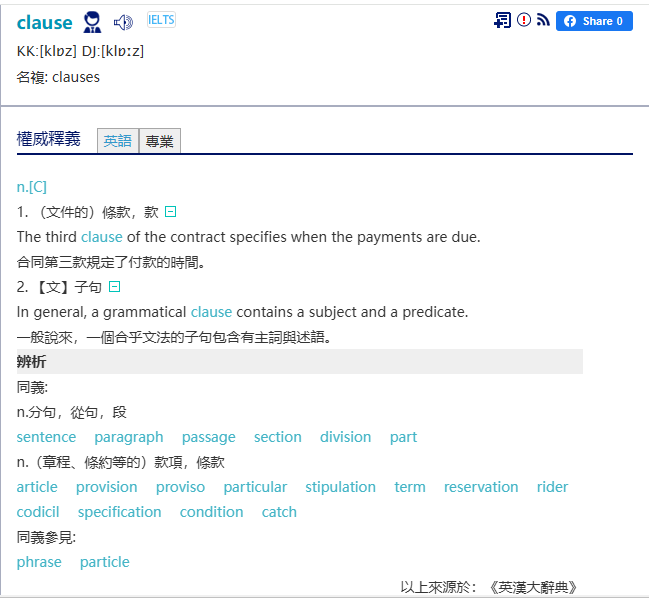 clause IELTS Share 0
KK:[klɒz] DJ:[klɒːz]
名複: clauses
權威釋義 英語 專業
n.[C]
1. （文件的）條款，款
The third clause of the contract specifies when the payments are due.
合同第三款規定了付款的時間。
2. 【文】子句
In general, a grammatical clause contains a subject and a predicate.
一般說來，一個合乎文法的子句包含有主詞與述語。
辨析
同義:
n.分句，從句，段
sentence paragraph passage section division part
n.（章程、條約等的）款項，條款
article provision proviso particular stipulation term reservation rider
codicil specification condition catch
同義參見:
phrase particle
以上來源於：《英漢大辭典》